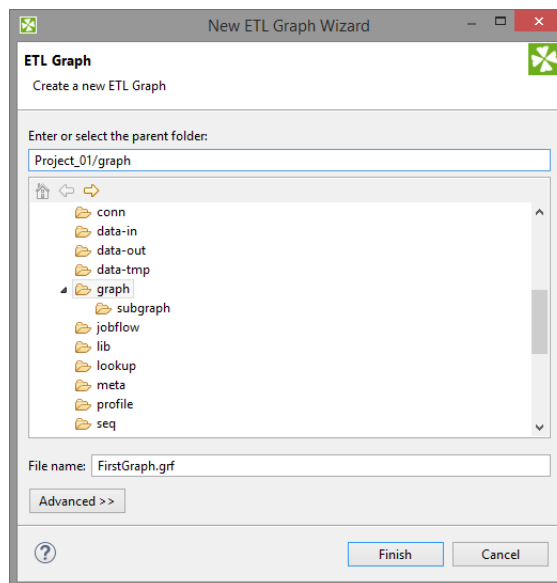 New ETL Graph Wizard
ETL Graph
Create a new ETL Graph
Enter or select the parent folder:
Project_01/graph
conn
data-in
data-out
data-tmp
graph
subgraph
jobflow
lib
lookup
meta
profile
seq
File name: FirstGraph.grf
Advanced >>
Finish Cancel